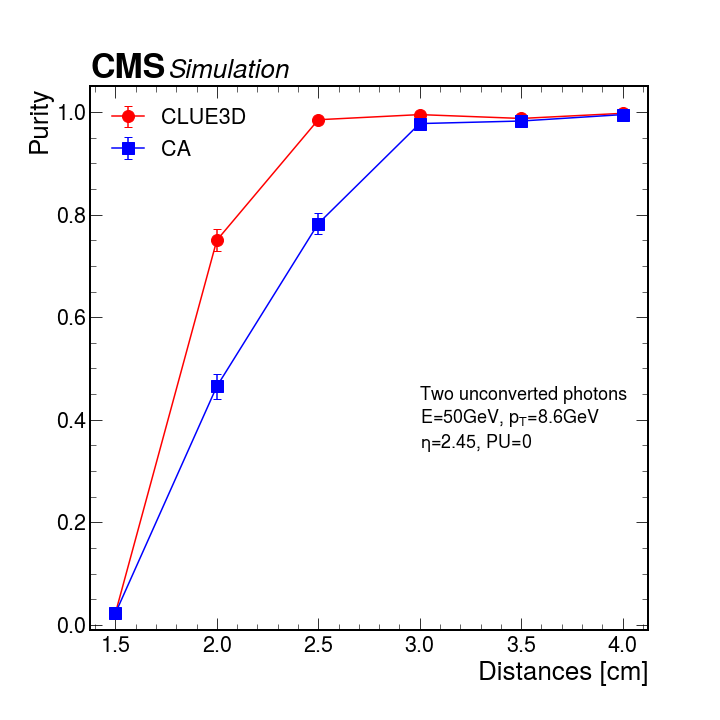 CMS Simulation
Purity
CLUE3D
CA
1.0
0.8
0.6
0.4
0.2
0.0
Two unconverted photons
E=50GeV, pT=8.6GeV
η=2.45, PU=0
1.5 2.0 2.5 3.0 3.5 4.0
Distances [cm]